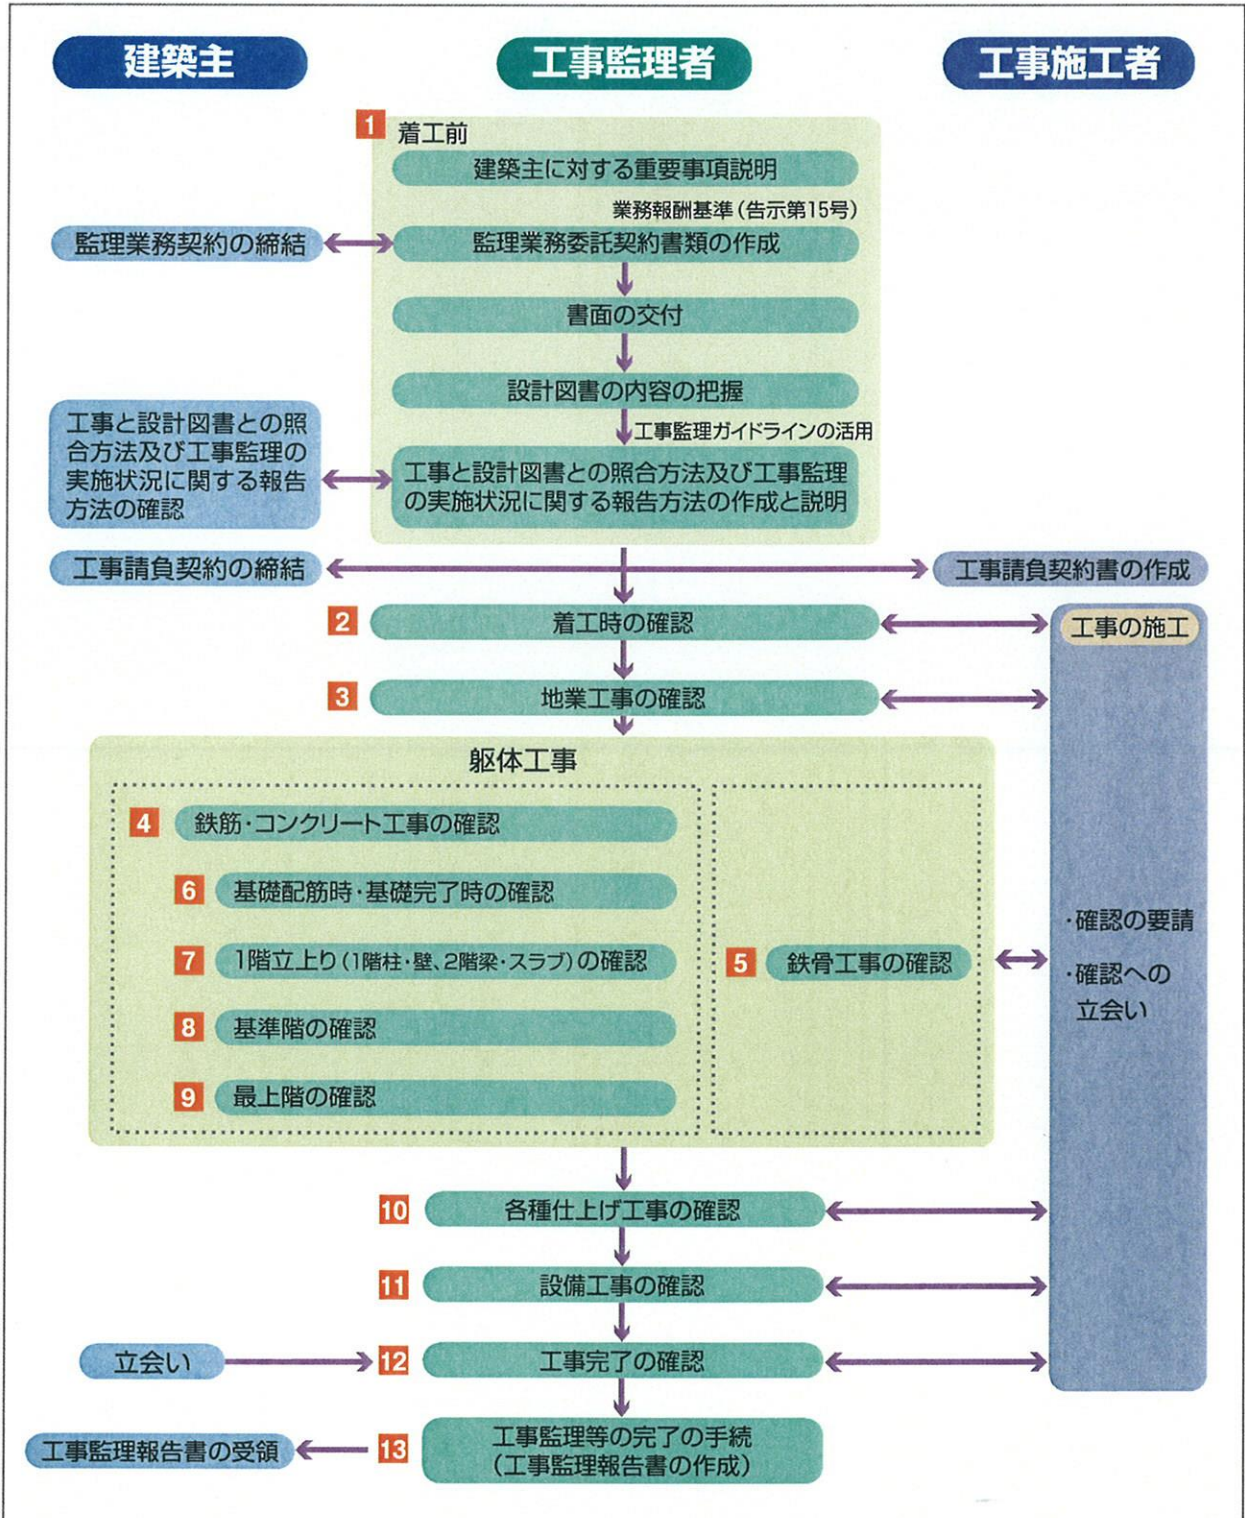 建築主
工事監理者
工事施工者
1 着工前
建築主に対する重要事項説明
業務報酬基準(告示第15号)
監理業務契約の締結
監理業務委託契約書類の作成
書面の交付
設計図書の内容の把握
工事監理ガイドラインの活用
工事と設計図書との照
合方法及び工事監理の
実施状況に関する報告
方法の確認
工事と設計図書との照合方法及び工事監理
の実施状況に関する報告方法の作成と説明
工事請負契約の締結
工事請負契約書の作成
2 着工時の確認
工事の施工
3 地業工事の確認
躯体工事
4 鉄筋・コンクリート工事の確認
6 基礎配筋時・基礎完了時の確認
7 1階立上り(1階柱・壁、2階梁・スラブ)の確認
8 基準階の確認
9 最上階の確認
5 鉄骨工事の確認
・確認の要請
・確認への
立会い
10 各種仕上げ工事の確認
11 設備工事の確認
立会い
12 工事完了の確認
工事監理報告書の受領
13 工事監理等の完了の手続
(工事監理報告書の作成)